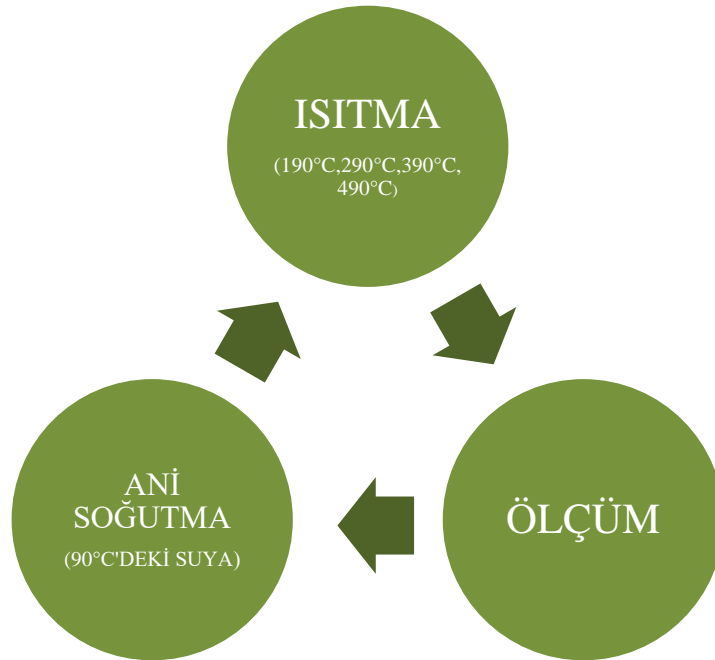 ISITMA
(190°C,290°C,390°C,
490°C)
ANİ
SOĞUTMA
(90°C'DEKİ SUYA)
ÖLÇÜM